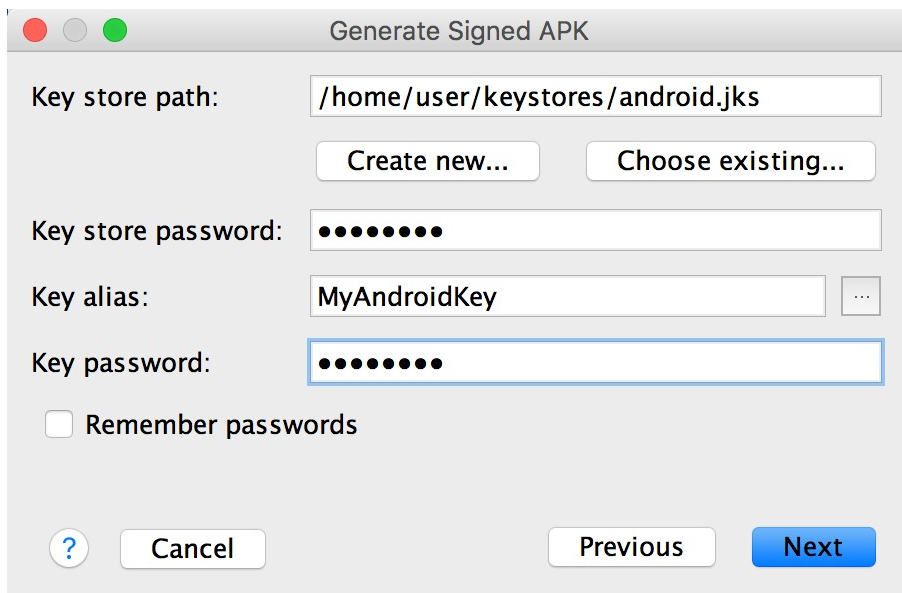 Generate Signed APK
Key store path: /home/user/keystores/android.jks
Create new... Choose existing...
Key store password: ••••••••
Key alias: MyAndroidKey ...
Key password: ••••••••
Remember passwords
? Cancel Previous Next